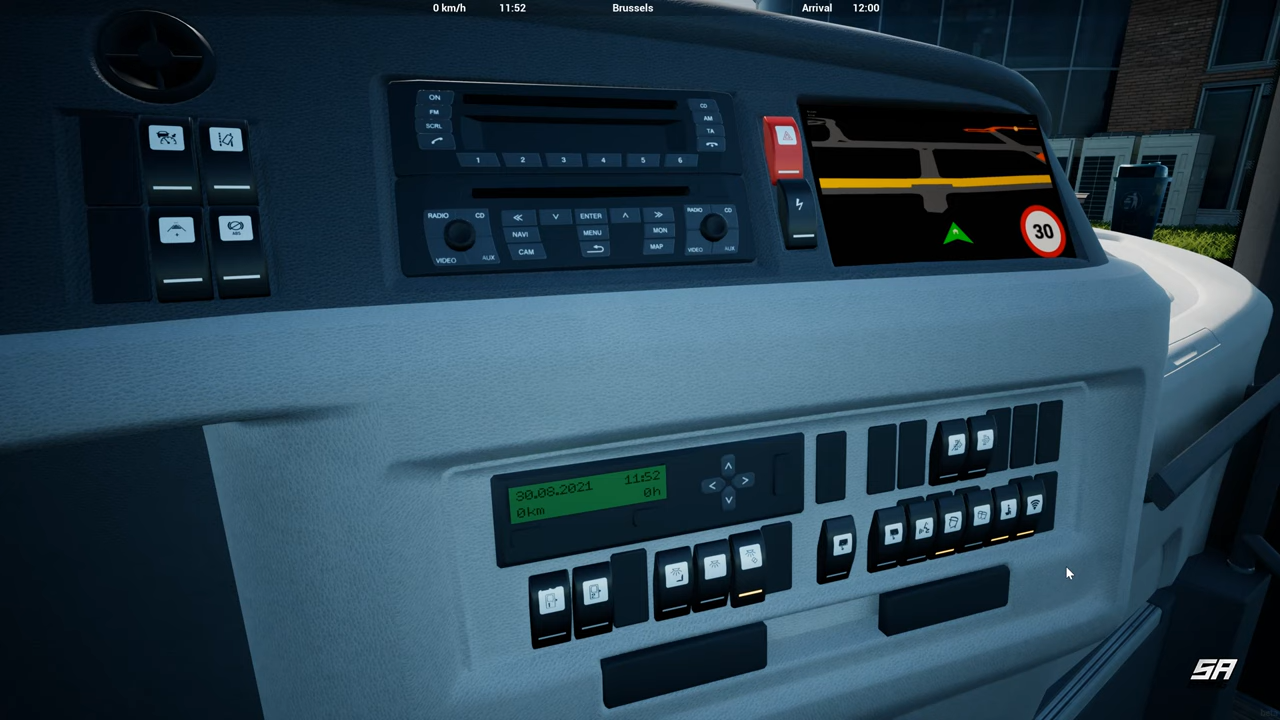 0 km/h 11:52 Brussels Arrival 12:00
ON CD
FM AM
SCRL TA
1 2 3 4 5 6
RADIO CD ENTER RADIO CD
NAVI MENU MON
VIDEO AUX CAM MAP VIDEO AUX
30
ABS
30.08.2021 11:52
0km 0h
SA